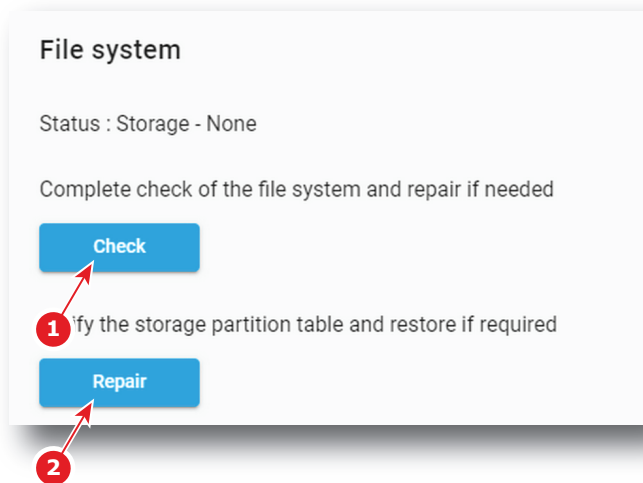 File system
Status : Storage - None
Complete check of the file system and repair if needed
Check
1
the storage partition table and restore if required
Repair
2